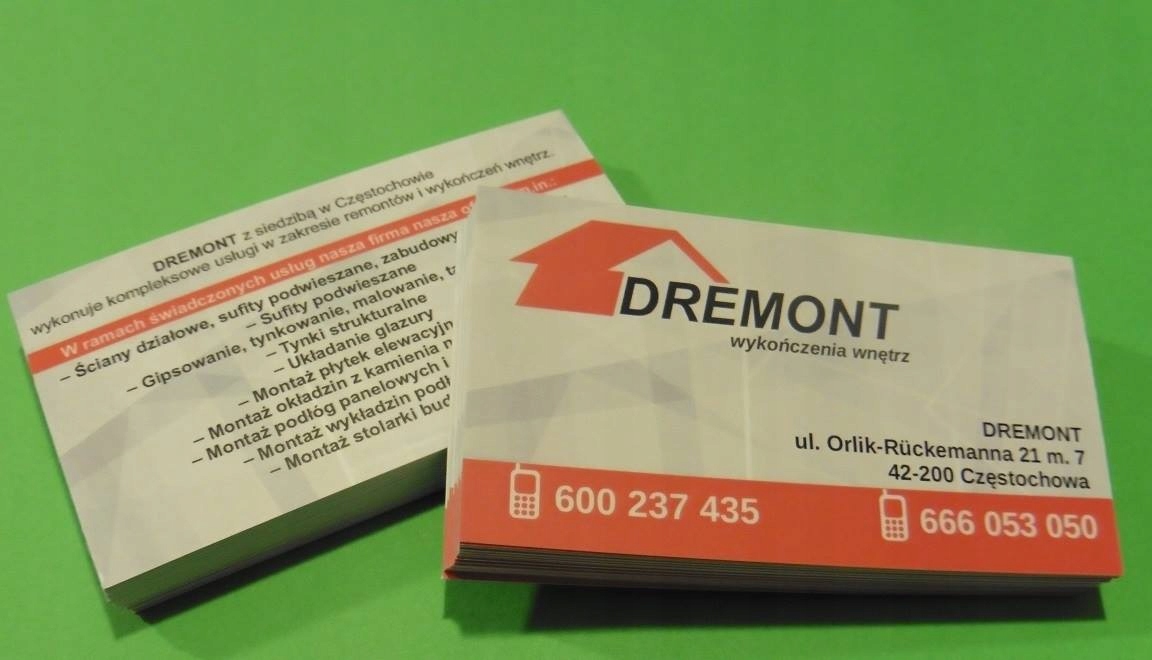 DREMONT z siedzibą w Częstochowie
wykonuje kompleksowe usługi w zakresie remontów i wykończeń wnętrz.
W ramach świadczonych usług nasza firma nasza m.in.:
– Ściany działowe, sufity podwieszane, zabudowy
– Sufity podwieszane
– Gipsowanie, tynkowanie, malowanie,
– Tynki strukturalne
– Układanie glazury
– Montaż płytek
– Montaż okładzin z kamienia
– Montaż podłóg panelowych i
– Montaż wykładzin
– Montaż stolarki
DREMONT
wykończenia wnętrz
DREMONT
ul. Orlik-Rückemanna 21 m. 7
42-200 Częstochowa
600 237 435
666 053 050